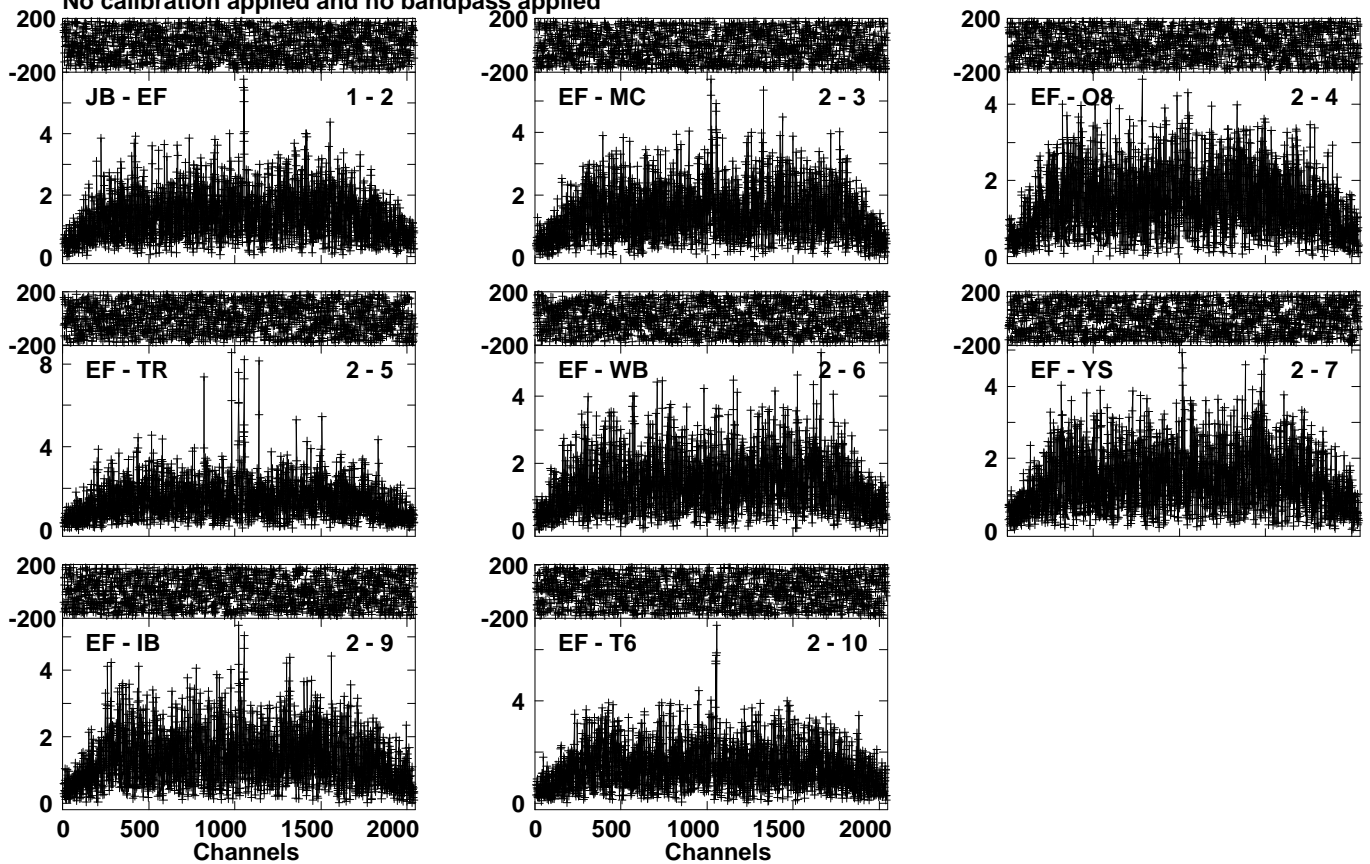 No calibration applied and no bandpass applied
200 200 200
-200 -200 -200
JB - EF 1 - 2 EF - MC 2 - 3 EF - O8 2 - 4
4 4 4
2 2 2
0 0 0
200 200 200
-200 -200 -200
8 EF - TR 2 - 5 EF - WB 2 - 6 EF - YS 2 - 7
4 4 4
2 2
0 0 0
200 200
-200 -200
EF - IB 2 - 9 EF - T6 2 - 10
4 4
2
0 0
0 500 1000 1500 2000 0 500 1000 1500 2000
Channels Channels